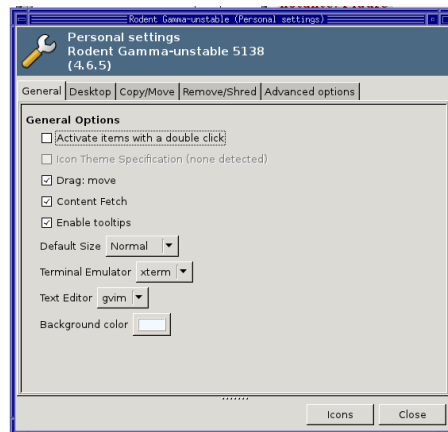 Rodent Gamma-unstable (Personal settings)
Personal settings
Rodent Gamma-unstable 5138
(4.6.5)
General Desktop Copy/Move Remove/Shred Advanced options
General Options
Activate items with a double click
Icon Theme Specification (none detected)
Drag: move
Content Fetch
Enable tooltips
Default Size Normal
Terminal Emulator xterm
Text Editor gvim
Background color
Icons Close